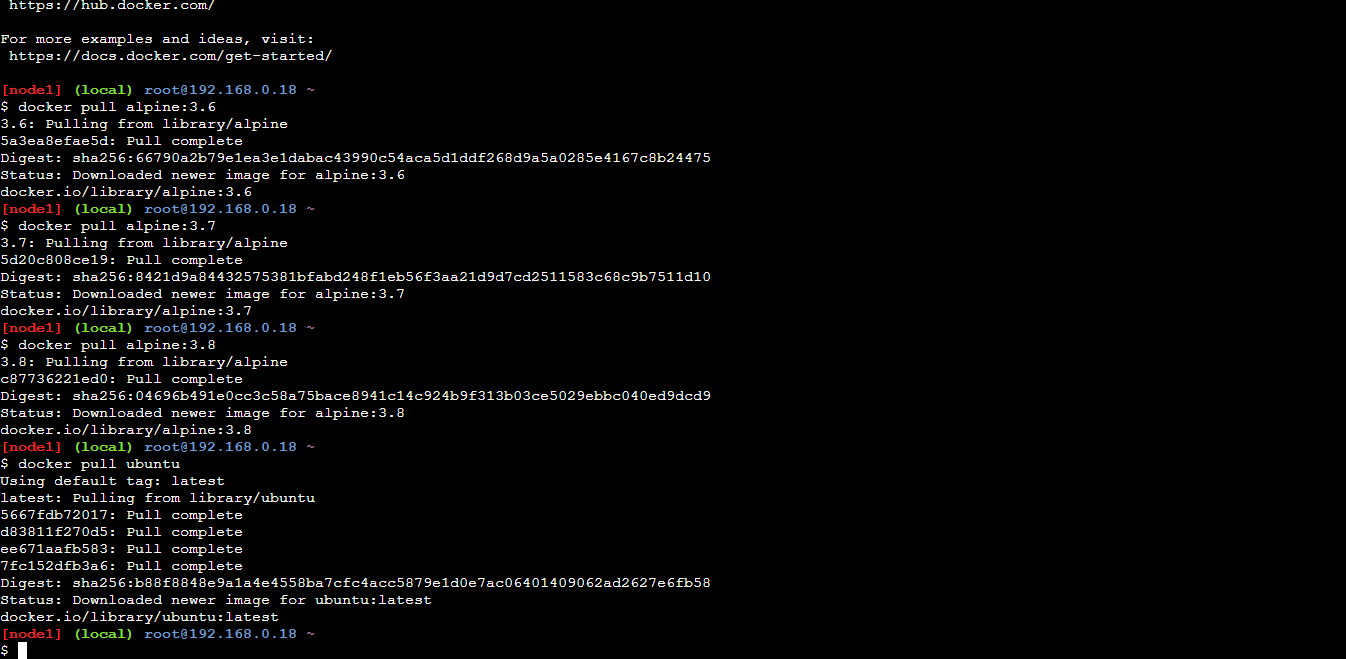 https://hub.docker.com/
For more examples and ideas, visit:
https://docs.docker.com/get-started/
[node1] (local) root@192.168.0.18 ~
$ docker pull alpine:3.6
3.6: Pulling from library/alpine
5a3ea8efae5d: Pull complete
Digest: sha256:66790a2b79e1ea3e1dabac43990c54aca5d1ddf268d9a5a0285e4167c8b24475
Status: Downloaded newer image for alpine:3.6
docker.io/library/alpine:3.6
[node1] (local) root@192.168.0.18 ~
$ docker pull alpine:3.7
3.7: Pulling from library/alpine
5d20c808ce19: Pull complete
Digest: sha256:8421d9a84432575381bfabd248f1eb56f3aa21d9d7cd2511583c68c9b7511d10
Status: Downloaded newer image for alpine:3.7
docker.io/library/alpine:3.7
[node1] (local) root@192.168.0.18 ~
$ docker pull alpine:3.8
3.8: Pulling from library/alpine
c87736221ed0: Pull complete
Digest: sha256:04696b491e0cc3c58a75bace8941c14c924b9f313b03ce5029ebbc040ed9dcd9
Status: Downloaded newer image for alpine:3.8
docker.io/library/alpine:3.8
[node1] (local) root@192.168.0.18 ~
$ docker pull ubuntu
Using default tag: latest
latest: Pulling from library/ubuntu
5667fdb72017: Pull complete
d83811f270d5: Pull complete
ee671aafb583: Pull complete
7fc152dfb3a6: Pull complete
Digest: sha256:b88f8848e9a1a4e4558ba7cfc4acc5879e1d0e7ac06401409062ad2627e6fb58
Status: Downloaded newer image for ubuntu:latest
docker.io/library/ubuntu:latest
[node1] (local) root@192.168.0.18 ~
$